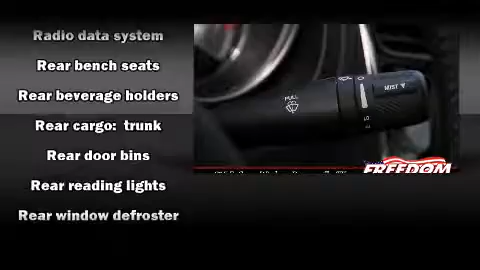 Radio data system
Rear bench seats
Rear beverage holders
Rear cargo: trunk
Rear door bins
Rear reading lights
Rear window defroster
PULL
MIST
FREEDOM